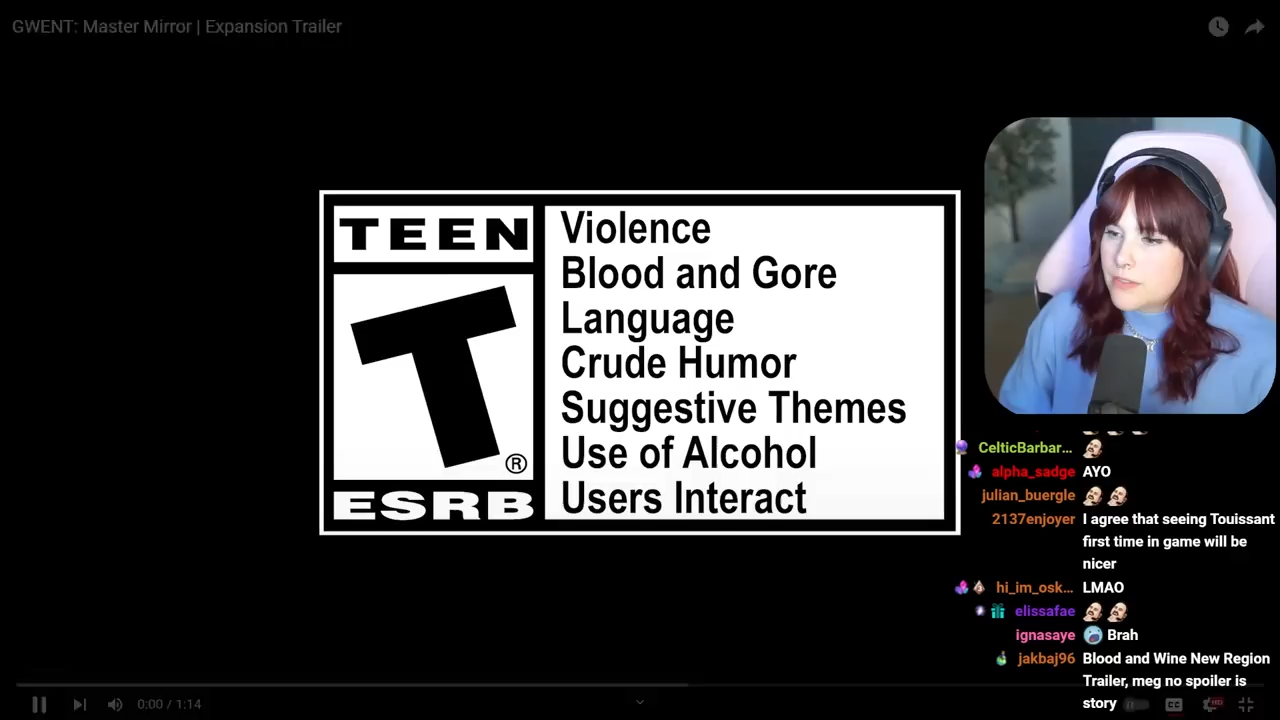 GWENT: Master Mirror | Expansion Trailer
TEEN
T
®
ESRB
Violence
Blood and Gore
Language
Crude Humor
Suggestive Themes
Use of Alcohol
Users Interact
CelticBarbar...
alpha_sadge AYO
julian_buergle
2137enjoyer I agree that seeing Touissant
first time in game will be
nicer
hi_im_osk... LMAO
elissafae
ignasaye Brah
jakbaj96 Blood and Wine New Region
Trailer, meg no spoiler is
story
0:00 / 1:14
CC
HD